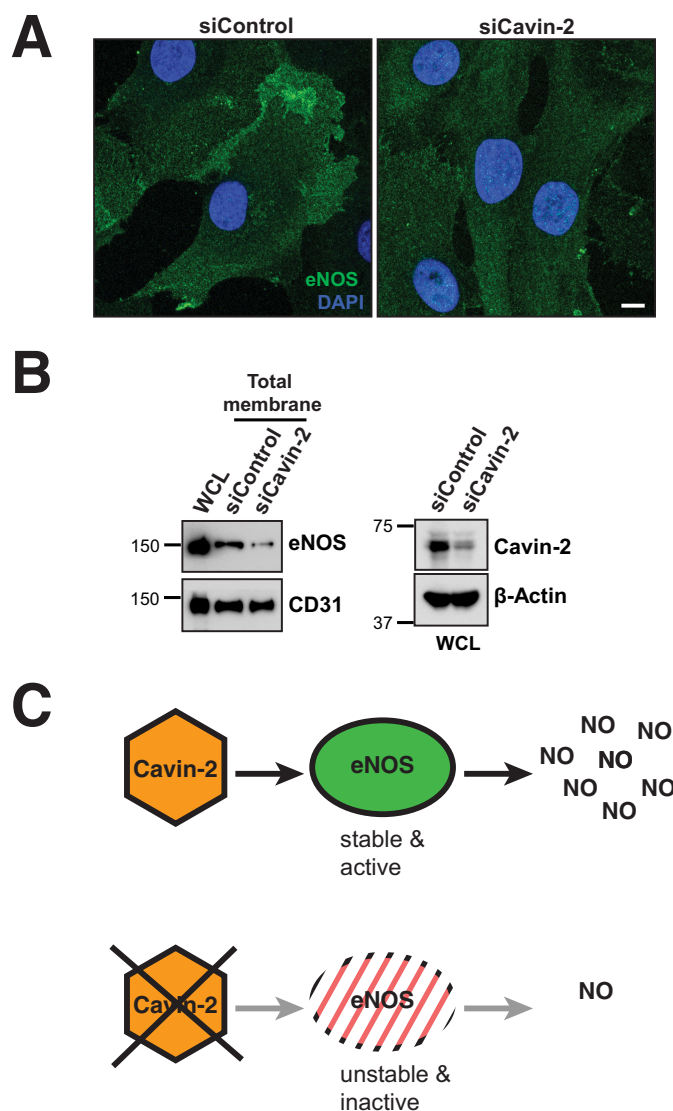 A
siControl
siCavin-2
eNOS
DAPI
B
Total
membrane
WCL
siControl
siCavin-2
150
eNOS
150
CD31
siControl
siCavin-2
75
Cavin-2
β-Actin
37
WCL
C
Cavin-2
eNOS
stable &
active
NO
NO
NO
NO
NO
NO
NO
Cavin-2
eNOS
unstable &
inactive
NO